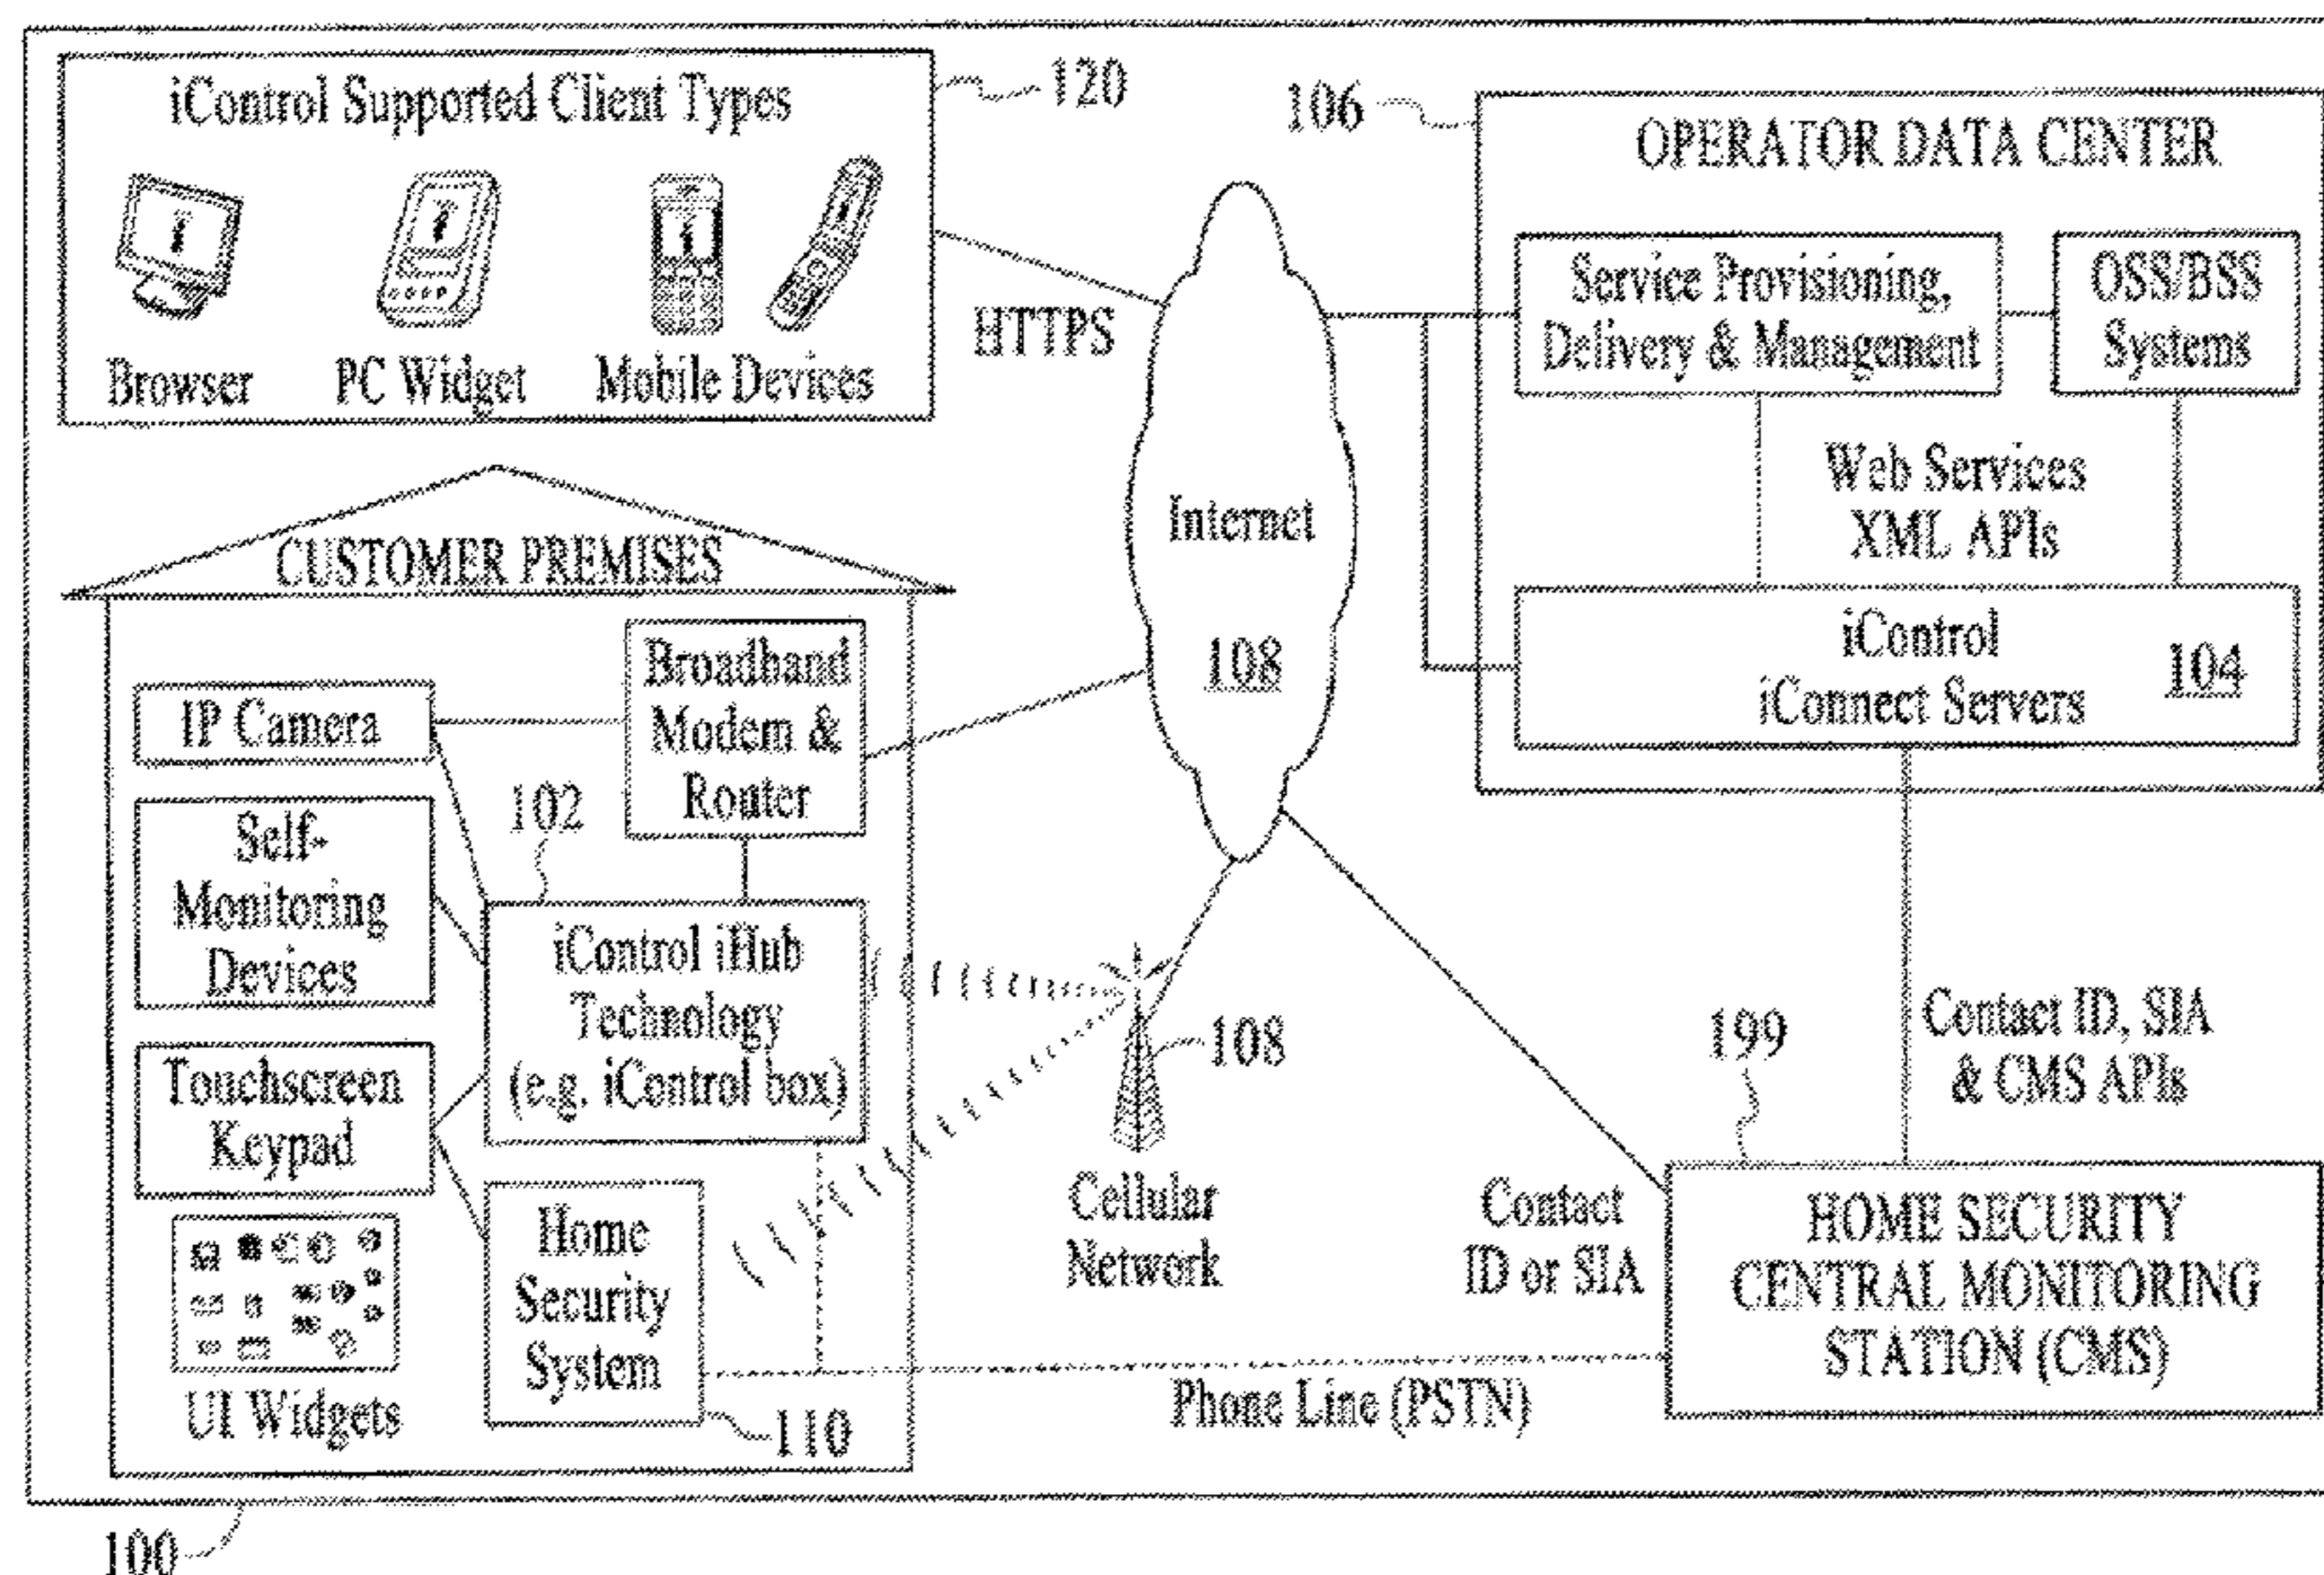 iControl Supported Client Types
120
Browser
PC Widget
Mobile Devices
HTTPS
106
OPERATOR DATA CENTER
Service Provisioning,
Delivery & Management
OSS/BSS
Systems
Web Services
XML APIs
iControl
iConnect Servers
104
Internet
108
CUSTOMER PREMISES
IP Camera
Broadband
Modem &
Router
Self-
Monitoring
Devices
102
iControl iHub
Technology
(e.g. iControl box)
Touchscreen
Keypad
UI Widgets
Home
Security
System
110
108
Cellular
Network
Contact ID, SIA
& CMS APIs
199
Contact
ID or SIA
HOME SECURITY
CENTRAL MONITORING
STATION (CMS)
Phone Line (PSTN)
100